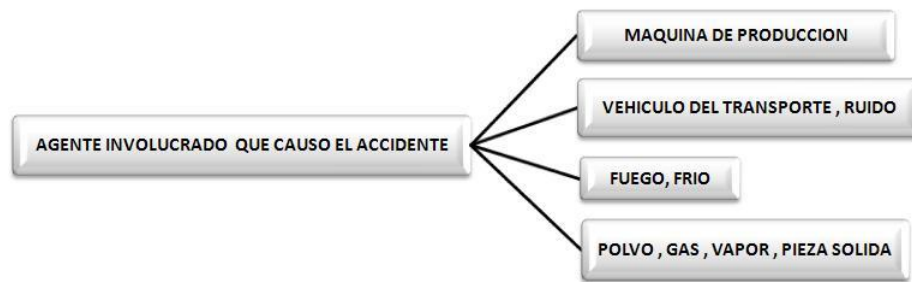 MAQUINA DE PRODUCCION
VEHICULO DEL TRANSPORTE , RUIDO
AGENTE INVOLUCRADO QUE CAUSO EL ACCIDENTE
FUEGO, FRIO
POLVO , GAS , VAPOR , PIEZA SOLIDA